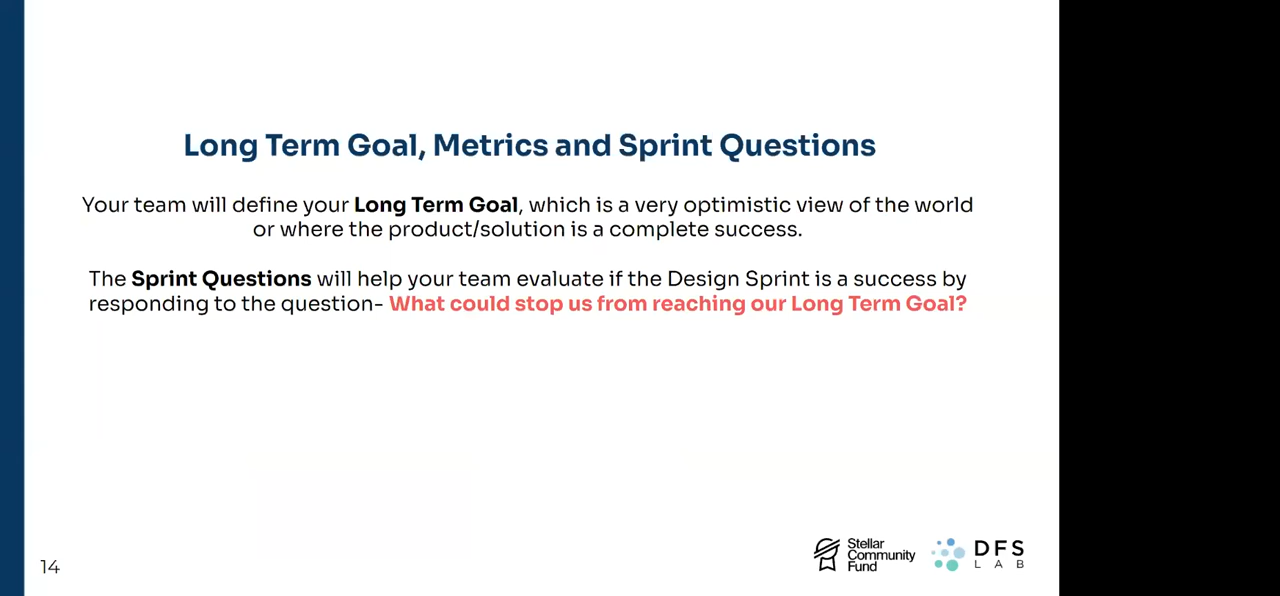 Long Term Goal, Metrics and Sprint Questions
Your team will define your Long Term Goal, which is a very optimistic view of the world
or where the product/solution is a complete success.
The Sprint Questions will help your team evaluate if the Design Sprint is a success by
responding to the question- What could stop us from reaching our Long Term Goal?
14
Stellar
Community
Fund
DFS
LAB